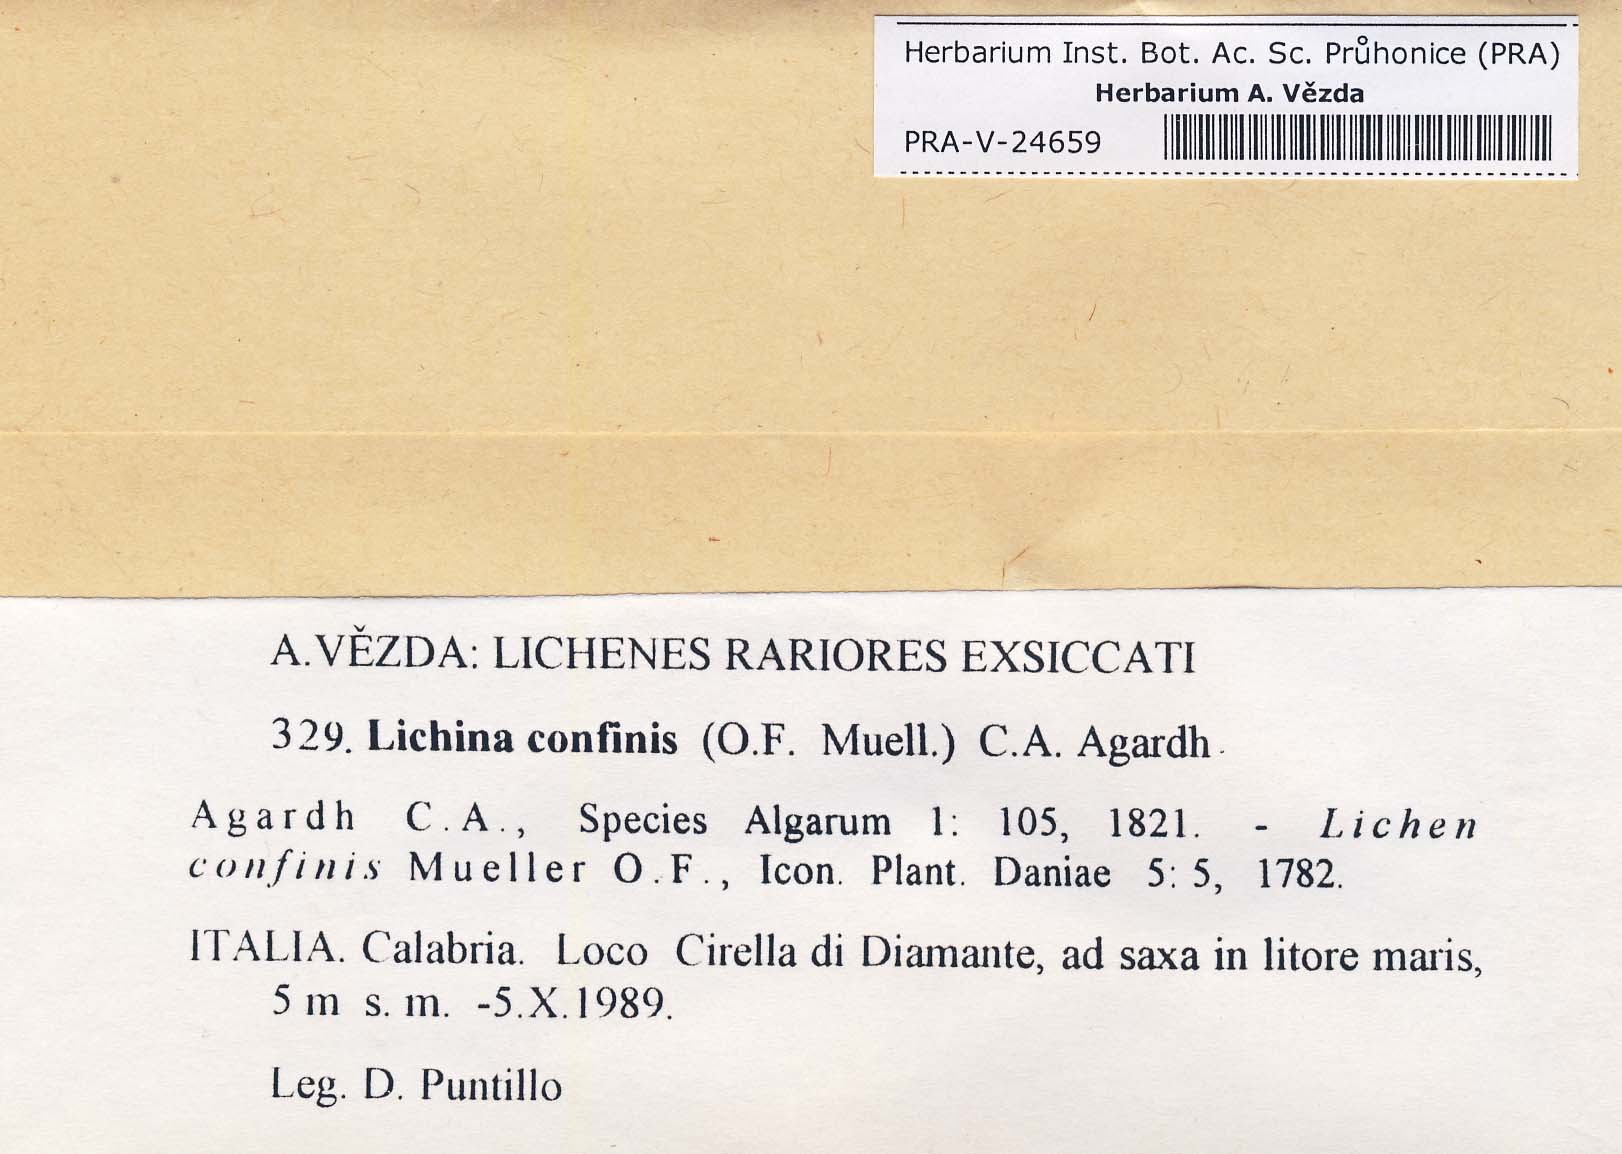 Herbarium Inst. Bot. Ac. Sc. Průhonice (PRA)
Herbarium A. Vězda
PRA-V-24659
A.VĚZDA: LICHENES RARIORES EXSICCATI
329. Lichina confinis (O.F. Muell.) C.A. Agardh.
Agardh C.A., Species Algarum 1: 105, 1821. - Lichen
confinis Mueller O.F., Icon. Plant. Daniae 5: 5, 1782.
ITALIA. Calabria. Loco Cirella di Diamante, ad saxa in litore maris,
5 m s. m. -5.X.1989.
Leg. D. Puntillo